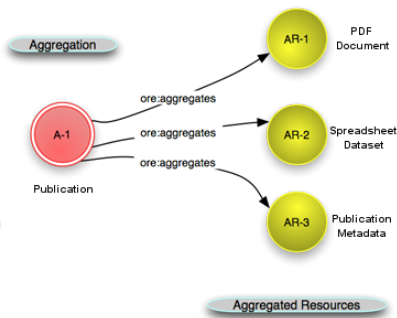 Aggregation
AR-1
PDF
Document
ore:aggregates
A-1
ore:aggregates
AR-2
Spreadsheet
Dataset
ore:aggregates
Publication
AR-3
Publication
Metadata
Aggregated Resources